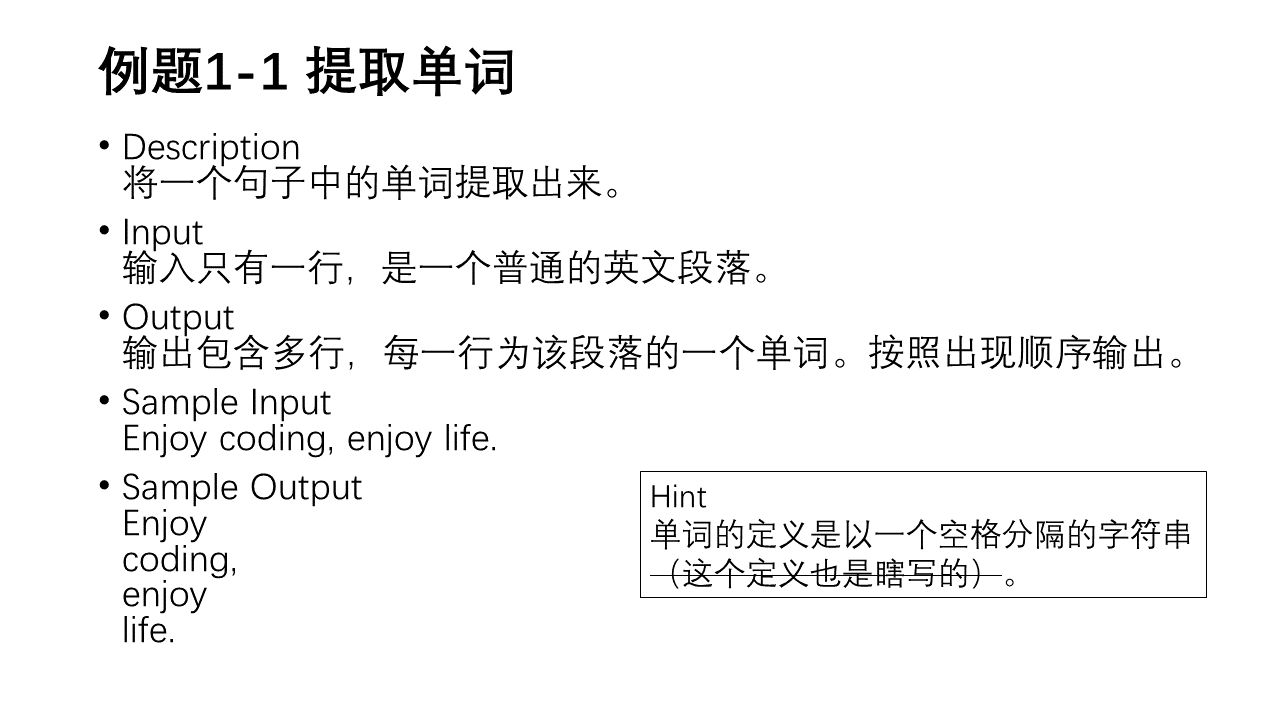 例题1-1 提取单词
• Description
将一个句子中的单词提取出来。
• Input
输入只有一行，是一个普通的英文段落。
• Output
输出包含多行，每一行为该段落的一个单词。按照出现顺序输出。
• Sample Input
Enjoy coding, enjoy life.
• Sample Output
Enjoy
coding,
enjoy
life.
Hint
单词的定义是以一个空格分隔的字符串
（这个定义也是瞎写的）。